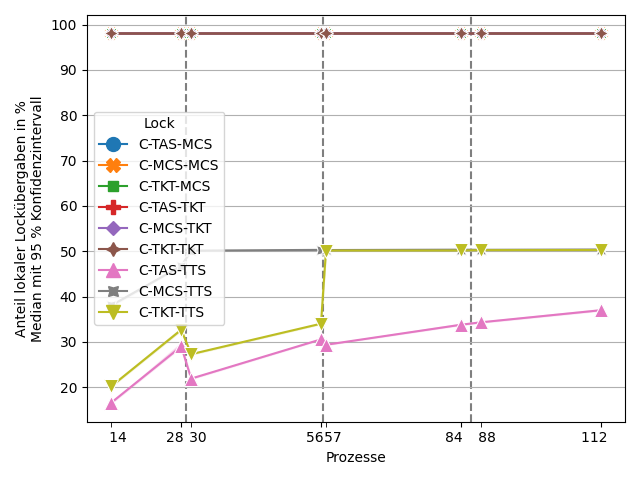 100
90
80
70
60
50
40
30
20
Anteil lokaler Lockübergaben in %
Median mit 95 % Konfidenzintervall
Lock
C-TAS-MCS
C-MCS-MCS
C-TKT-MCS
C-TAS-TKT
C-MCS-TKT
C-TKT-TKT
C-TAS-TTS
C-MCS-TTS
C-TKT-TTS
14 28 30 56 57 84 88 112
Prozesse